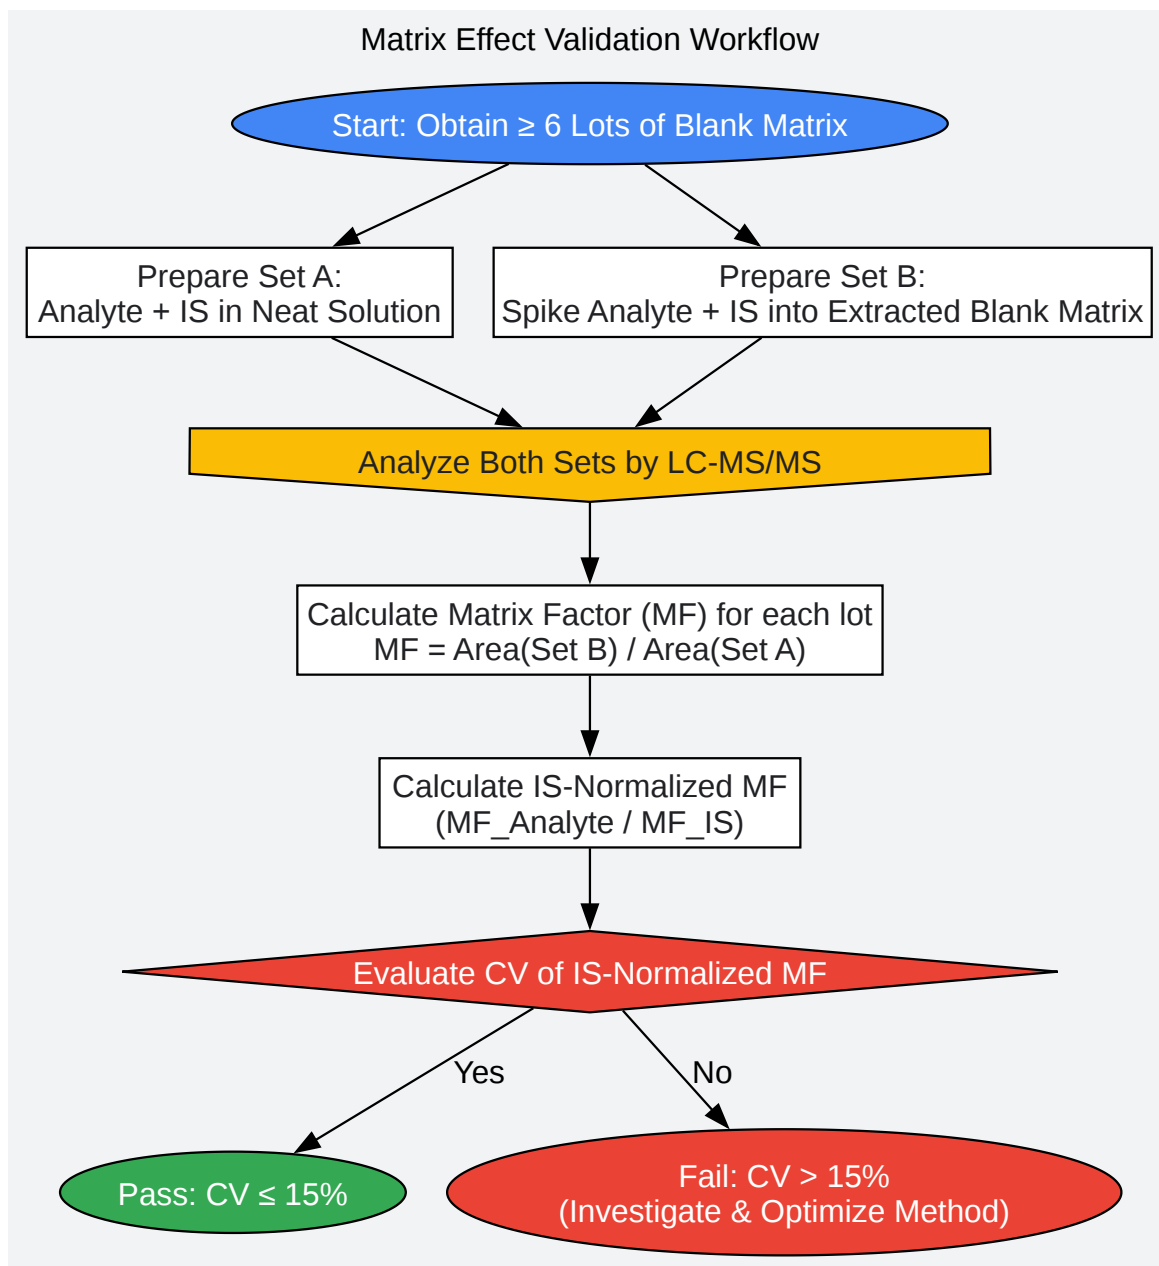 Matrix Effect Validation Workflow
Start: Obtain ≥ 6 Lots of Blank Matrix
Prepare Set A:
Analyte + IS in Neat Solution
Prepare Set B:
Spike Analyte + IS into Extracted Blank Matrix
Analyze Both Sets by LC-MS/MS
Calculate Matrix Factor (MF) for each lot
MF = Area(Set B) / Area(Set A)
Calculate IS-Normalized MF
(MF_Analyte / MF_IS)
Evaluate CV of IS-Normalized MF
Yes
No
Pass: CV ≤ 15%
Fail: CV > 15%
(Investigate & Optimize Method)